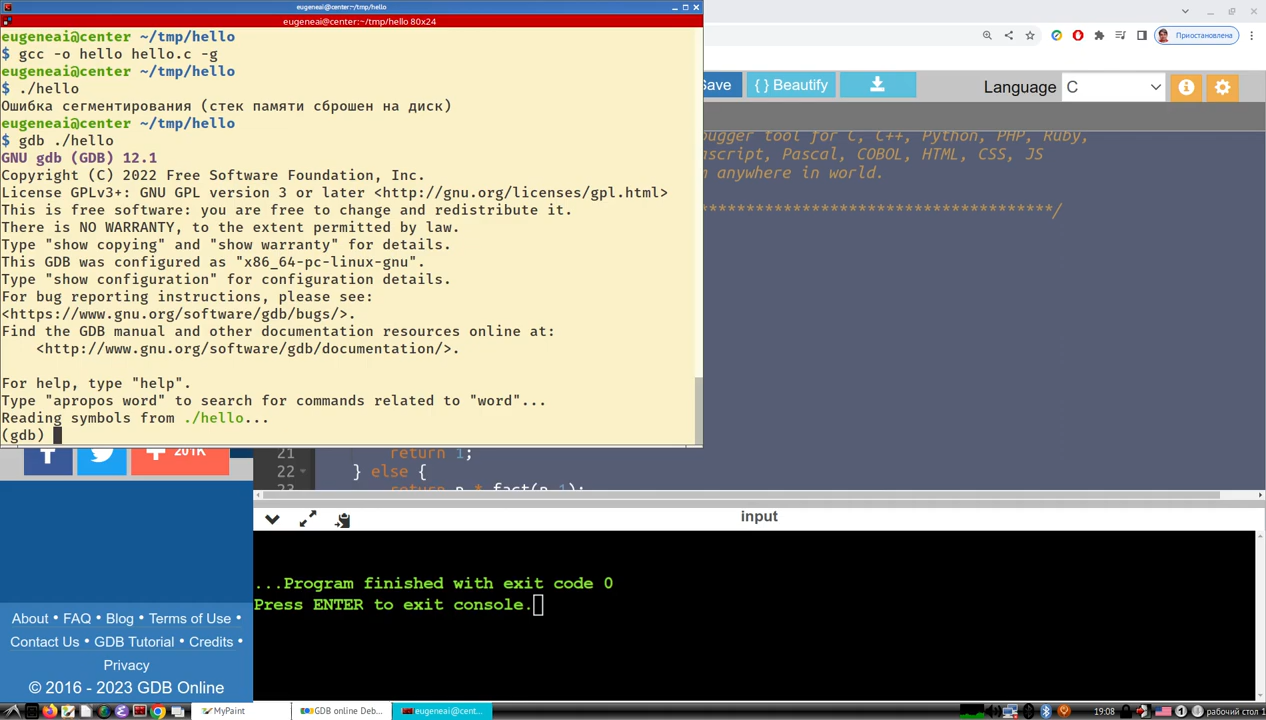 eugeneai@center:~/tmp/hello
eugeneai@center:~/tmp/hello 80x24
eugeneai@center ~/tmp/hello
$ gcc -o hello hello.c -g
eugeneai@center ~/tmp/hello
$ ./hello
Ошибка сегментирования (стек памяти сброшен на диск)
eugeneai@center ~/tmp/hello
$ gdb ./hello
GNU gdb (GDB) 12.1
Copyright (C) 2022 Free Software Foundation, Inc.
License GPLv3+: GNU GPL version 3 or later <http://gnu.org/licenses/gpl.html>
This is free software: you are free to change and redistribute it.
There is NO WARRANTY, to the extent permitted by law.
Type "show copying" and "show warranty" for details.
This GDB was configured as "x86_64-pc-linux-gnu".
Type "show configuration" for configuration details.
For bug reporting instructions, please see:
<https://www.gnu.org/software/gdb/bugs/>.
Find the GDB manual and other documentation resources online at:
<http://www.gnu.org/software/gdb/documentation/>.
For help, type "help".
Type "apropos word" to search for commands related to "word"...
Reading symbols from ./hello...
(gdb)
Приостановлена
ave { } Beautify Language C
ugger tool for C, C++, Python, PHP, Ruby,
script, Pascal, COBOL, HTML, CSS, JS
anywhere in world.
****************************************/
201K
21 return 1;
22 } else {
23 return n * fact(n-1);
input
...Program finished with exit code 0
Press ENTER to exit console.
About • FAQ • Blog • Terms of Use •
Contact Us • GDB Tutorial • Credits •
Privacy
© 2016 - 2023 GDB Online
MyPaint
GDB online Deb...
eugeneai@cent...
19:08
1
1
рабочий стол 1